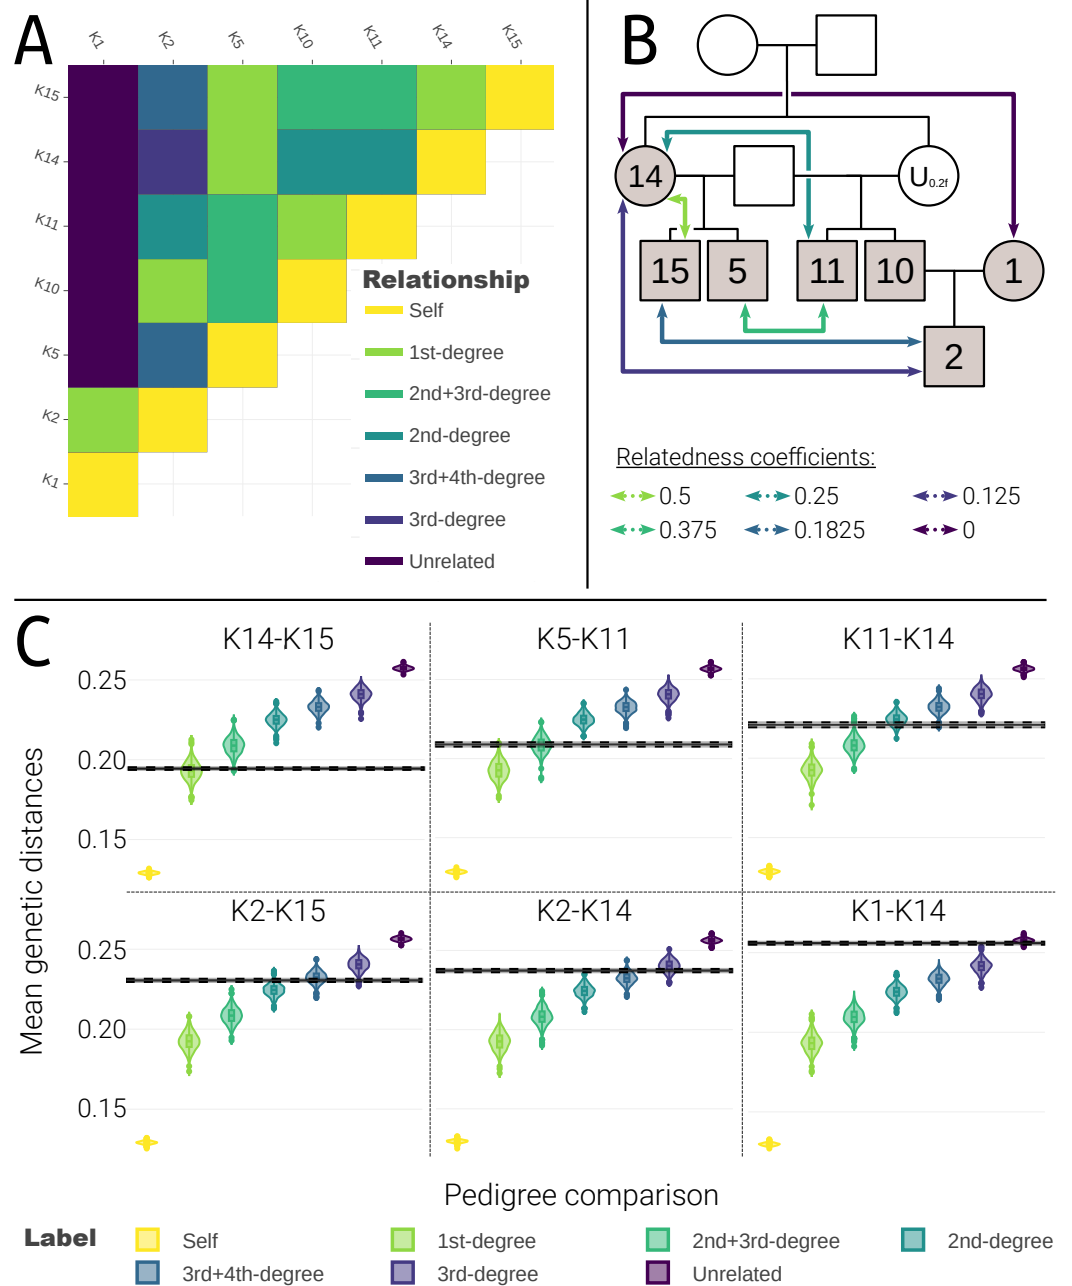 A
K1 K2 K5 K10 K11 K14 K15
K15
K14
K11
K10
K5
K2
K1
Relationship
Self
1st-degree
2nd+3rd-degree
2nd-degree
3rd+4th-degree
3rd-degree
Unrelated
B
14
U0.2f
15 5 11 10 1
2
Relatedness coefficients:
0.5 0.25 0.125
0.375 0.1825 0
C
K14-K15 K5-K11 K11-K14
0.25
0.20
0.15
K2-K15 K2-K14 K1-K14
0.25
0.20
0.15
Mean genetic distances
Pedigree comparison
Label
Self 1st-degree 2nd+3rd-degree 2nd-degree
3rd+4th-degree 3rd-degree Unrelated